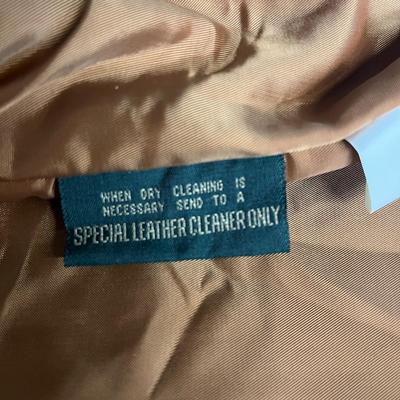 WHEN DRY CLEANING IS
NECESSARY SEND TO A
SPECIAL LEATHER CLEANER ONLY